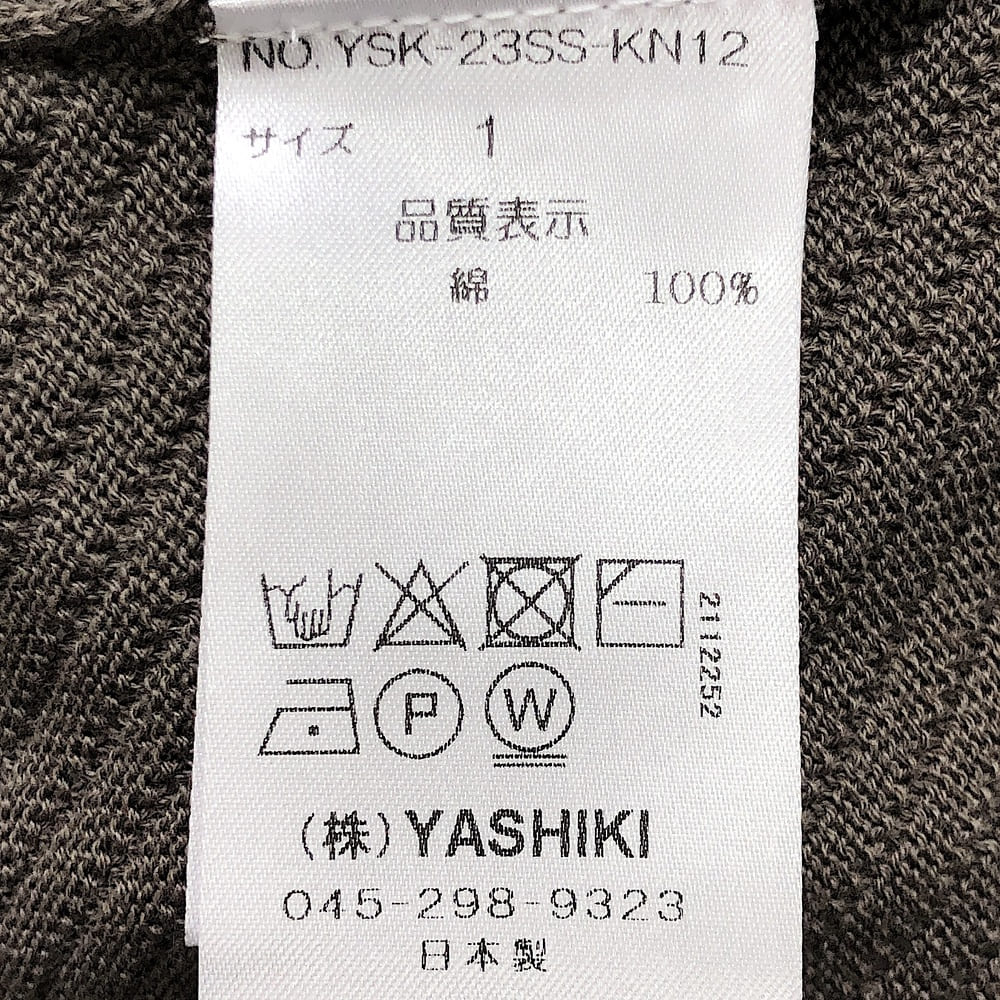 NO. YSK-23SS-KN12
サイズ 1
品質表示
綿 100%
2112252
P W
(株)YASHIKI
045-298-9323
日本製